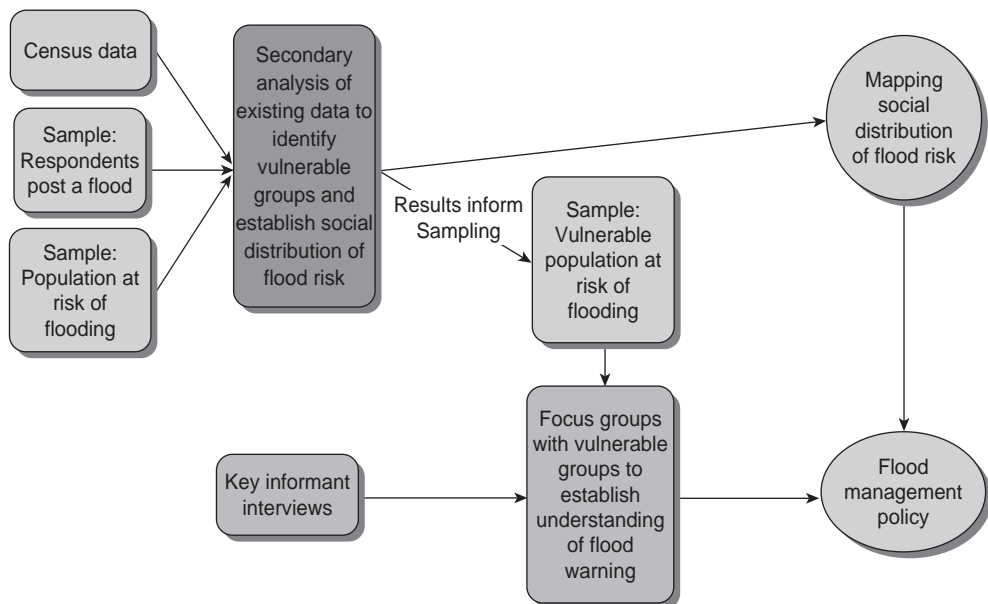 Census data
Sample:
Respondents
post a flood
Sample:
Population at
risk of
flooding
Secondary
analysis of
existing data to
identify
vulnerable
groups and
establish social
distribution of
flood risk
Results inform
Sampling
Sample:
Vulnerable
population at
risk of
flooding
Mapping
social
distribution
of flood risk
Key informant
interviews
Focus groups
with vulnerable
groups to
establish
understanding
of flood
warning
Flood
management
policy